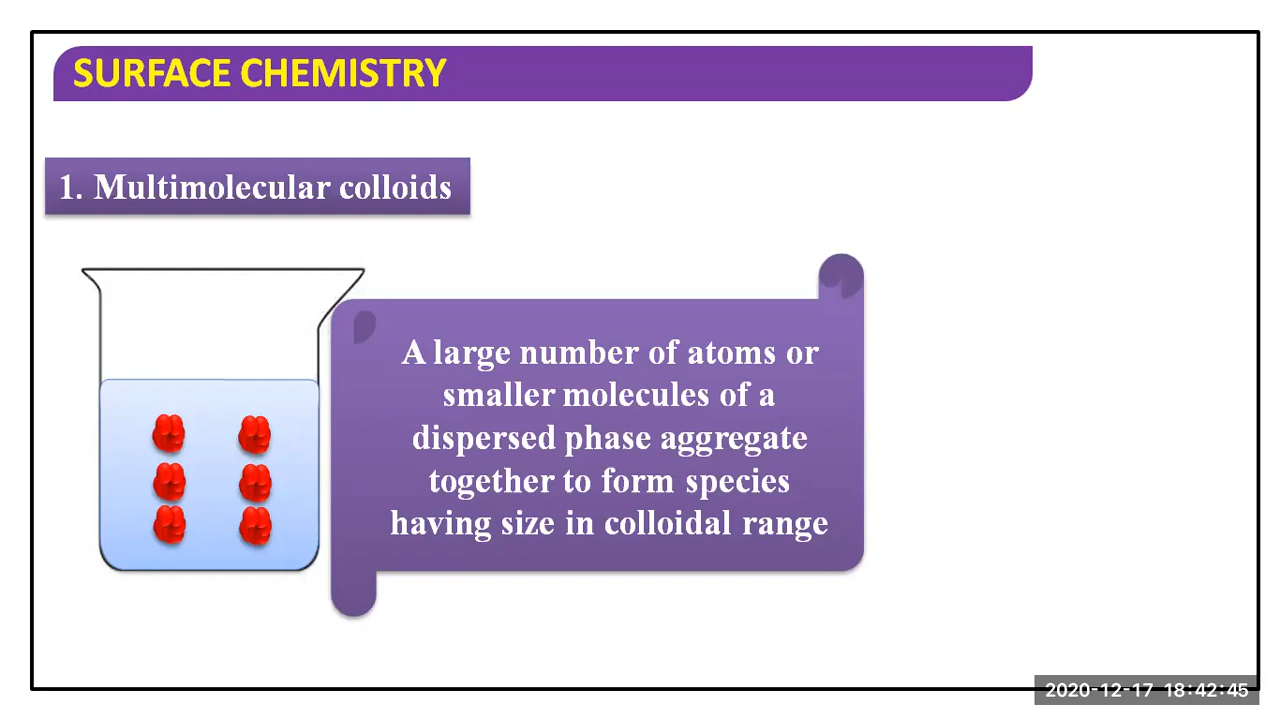 SURFACE CHEMISTRY
1. Multimolecular colloids
A large number of atoms or
smaller molecules of a
dispersed phase aggregate
together to form species
having size in colloidal range
2020-12-17 18:42:45